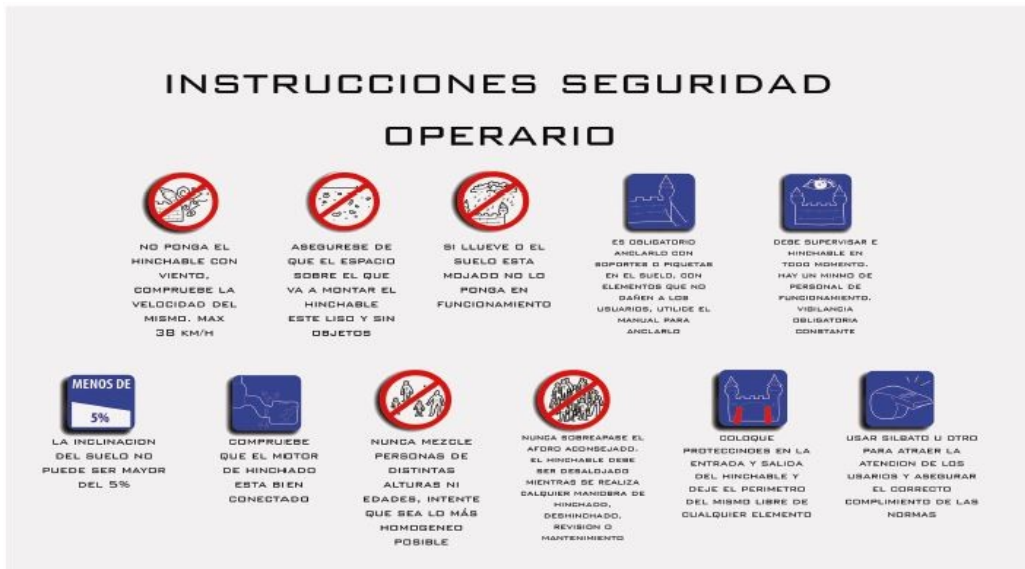 INSTRUCCIONES SEGURIDAD
OPERARIO
NO PONGA EL
HINCHABLE CON
VIENTO,
COMPRUEBE LA
VELOCIDAD DEL
MISMO. MAX
38 KM/H
ASEGURESE DE
QUE EL ESPACIO
SOBRE EL QUE
VA A MONTAR EL
HINCHABLE
ESTE LISO Y SIN
OBJETOS
SI LLUEVE O EL
SUELO ESTA
MOJADO NO LO
PONGA EN
FUNCIONAMIENTO
ES OBLIGATORIO
ANCLARLO CON
SOPORTES O PIQUETAS
EN EL SUELO, CON
ELEMENTOS QUE NO
DAÑEN A LOS
USUARIOS, UTILICE EL
MANUAL PARA
ANCLARLO
DEBE SUPERVISAR E
HINCHABLE EN
TODO MOMENTO.
HAY UN MINMO DE
PERSONAL DE
FUNCIONAMIENTO.
VIGILANCIA
OBLIGATORIA
CONSTANTE
MENOS DE
5%
LA INCLINACION
DEL SUELO NO
PUEDE SER MAYOR
DEL 5%
COMPRUEBE
QUE EL MOTOR
DE HINCHADO
ESTA BIEN
CONECTADO
NUNCA MEZCLE
PERSONAS DE
DISTINTAS
ALTURAS NI
EDADES, INTENTE
QUE SEA LO MÁS
HOMOGENEO
POSIBLE
NUNCA SOBREAPASE EL
AFORO ACONSEJADO.
EL HINCHABLE DEBE
SER DESALOJADO
MIENTRAS SE REALIZA
CALQUIER MANIOBRA DE
HINCHADO,
DESHINCHADO,
REVISION O
MANTENIMIENTO
COLOQUE
PROTECCINOES EN LA
ENTRADA Y SALIDA
DEL HINCHABLE Y
DEJE EL PERIMETRO
DEL MISMO LIBRE DE
CUALQUIER ELEMENTO
USAR SILBATO U OTRO
PARA ATRAER LA
ATENCION DE LOS
USARIOS Y ASEGURAR
EL CORRECTO
COMPLIMIENTO DE LAS
NORMAS